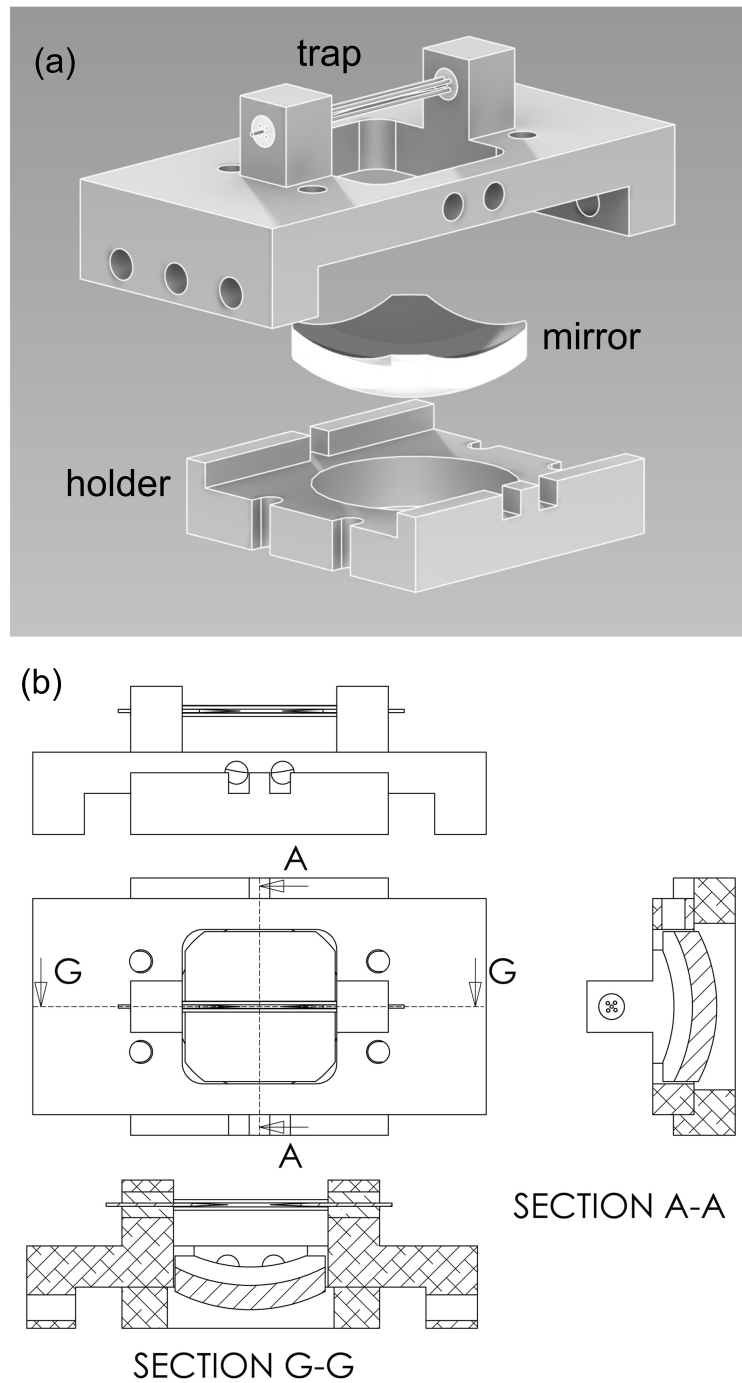 (a)
trap
mirror
holder
(b)
A
G
G
A
SECTION A-A
SECTION G-G